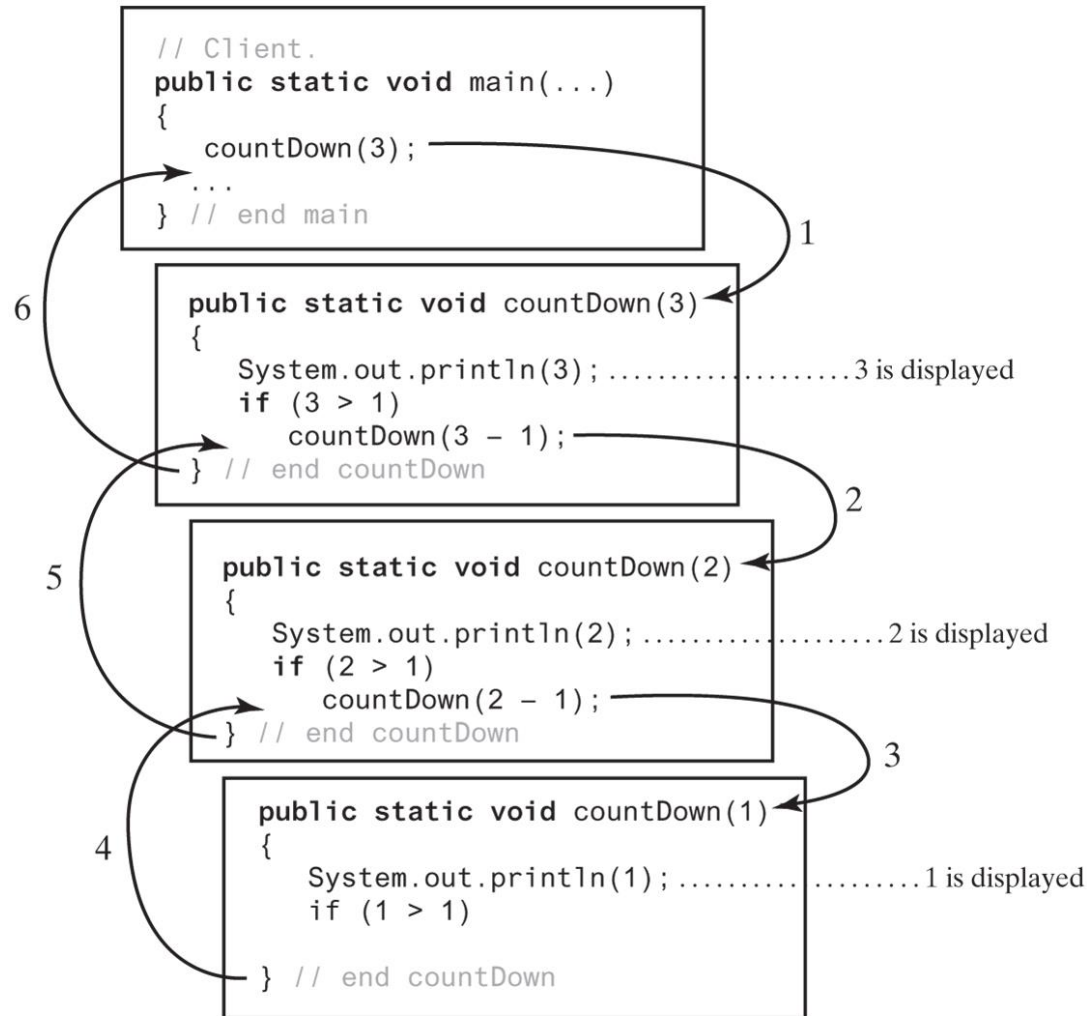 // Client.
public static void main(...)
{
countDown(3);
...
} // end main
1
6
public static void countDown(3)
{
System.out.println(3); .....................3 is displayed
if (3 > 1)
countDown(3 – 1);
} // end countDown
2
5
public static void countDown(2)
{
System.out.println(2); .....................2 is displayed
if (2 > 1)
countDown(2 – 1);
} // end countDown
3
4
public static void countDown(1)
{
System.out.println(1); .....................1 is displayed
if (1 > 1)
} // end countDown